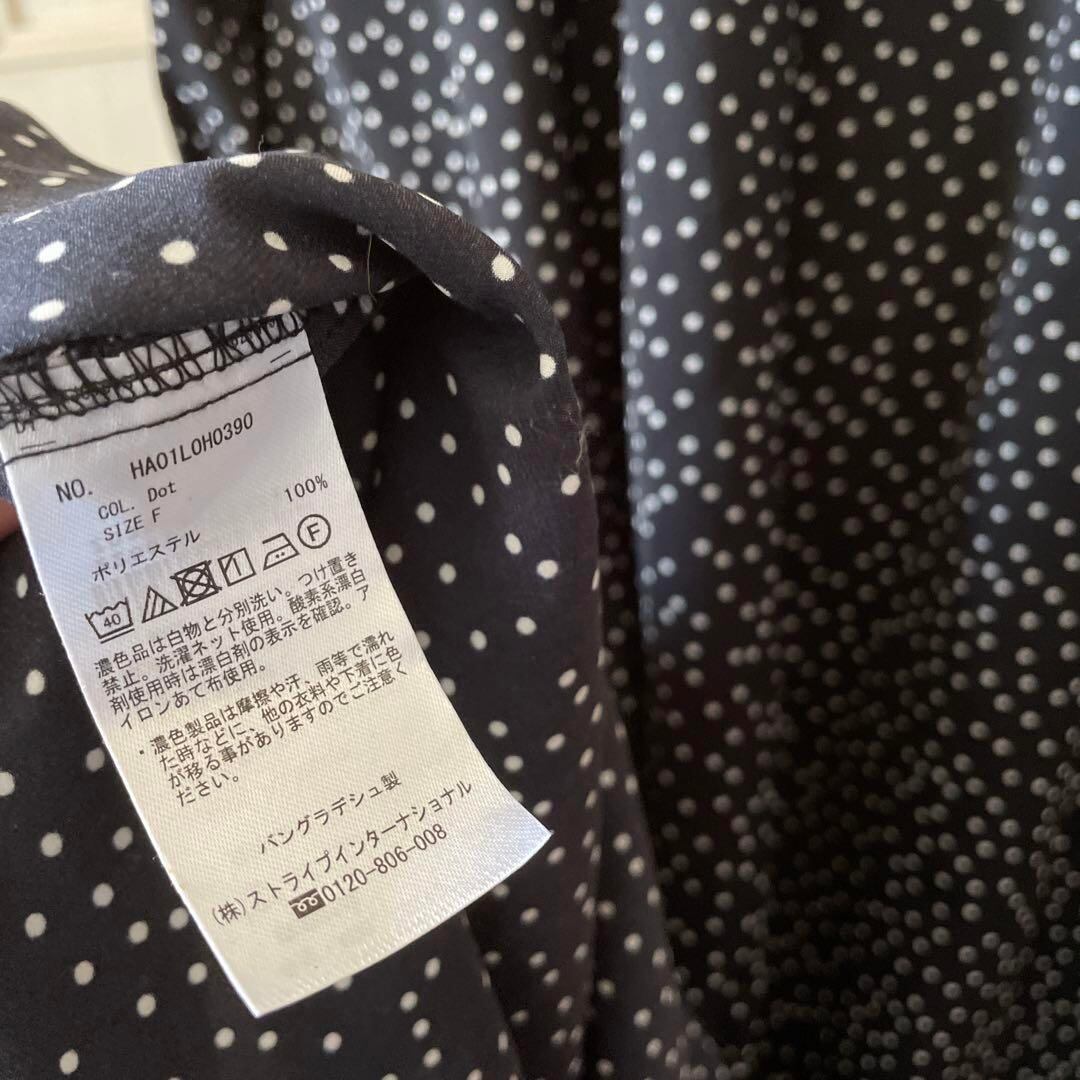 NO. HA01L0H0390
COL. Dot
SIZE F
ポリエステル 100%
40 F
濃色品は白物と分別洗い。つけ置き
禁止。洗濯ネット使用。酸素系漂白
剤使用時は漂白剤の表示を確認。ア
イロンあて布使用。
・濃色製品は摩擦や汗、雨等で濡れ
た時などに、他の衣料や下着に色
が移る事がありますのでご注意く
ださい。
バングラデシュ製
(株)ストライプインターナショナル
0120-806-008